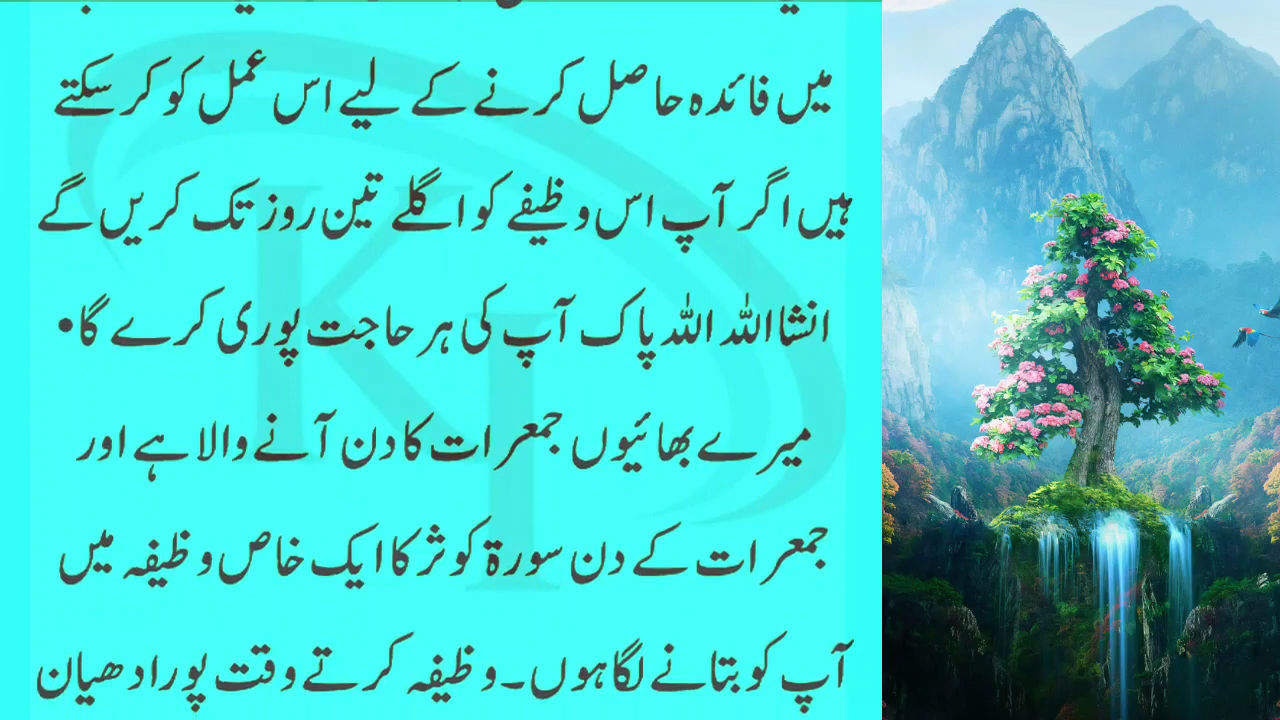 میں فائدہ حاصل کرنے کے لیے اس عمل کو کر سکتے
ہیں اگر آپ اس وظیفے کو اگلے تین روز تک کریں گے
انشااللہ اللہ پاک آپ کی ہر حاجت پوری کرے گا•
میرے بھائیوں جمعرات کا دن آنے والا ہے اور
جمعرات کے دن سورۃ کوثر کا ایک خاص وظیفہ میں
آپ کو بتانے لگا ہوں۔ وظیفہ کرتے وقت پورا دھیان